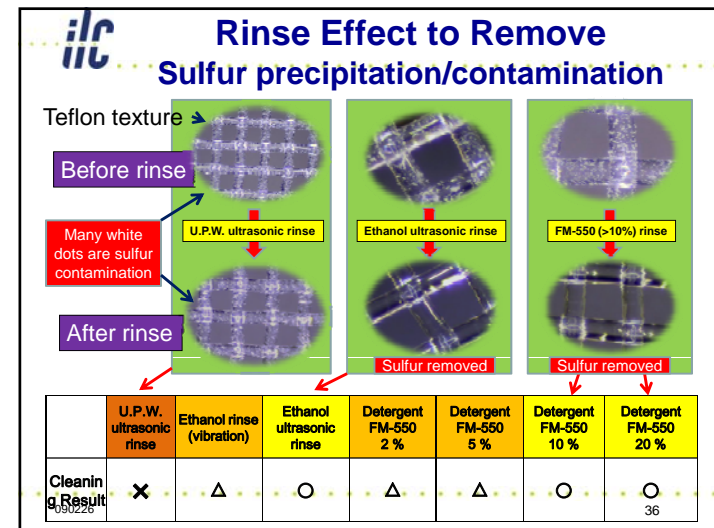 ilc
Rinse Effect to Remove
Sulfur precipitation/contamination
Teflon texture
Before rinse
Many white
dots are sulfur
contamination
After rinse
U.P.W. ultrasonic rinse
Ethanol ultrasonic rinse
FM-550 (>10%) rinse
Sulfur removed
Sulfur removed
U.P.W.
ultrasonic
rinse
Ethanol rinse
(vibration)
Ethanol
ultrasonic
rinse
Detergent
FM-550
2 %
Detergent
FM-550
5 %
Detergent
FM-550
10 %
Detergent
FM-550
20 %
Cleanin
g Result
× △ ○ △ △ ○ ○
090226
36